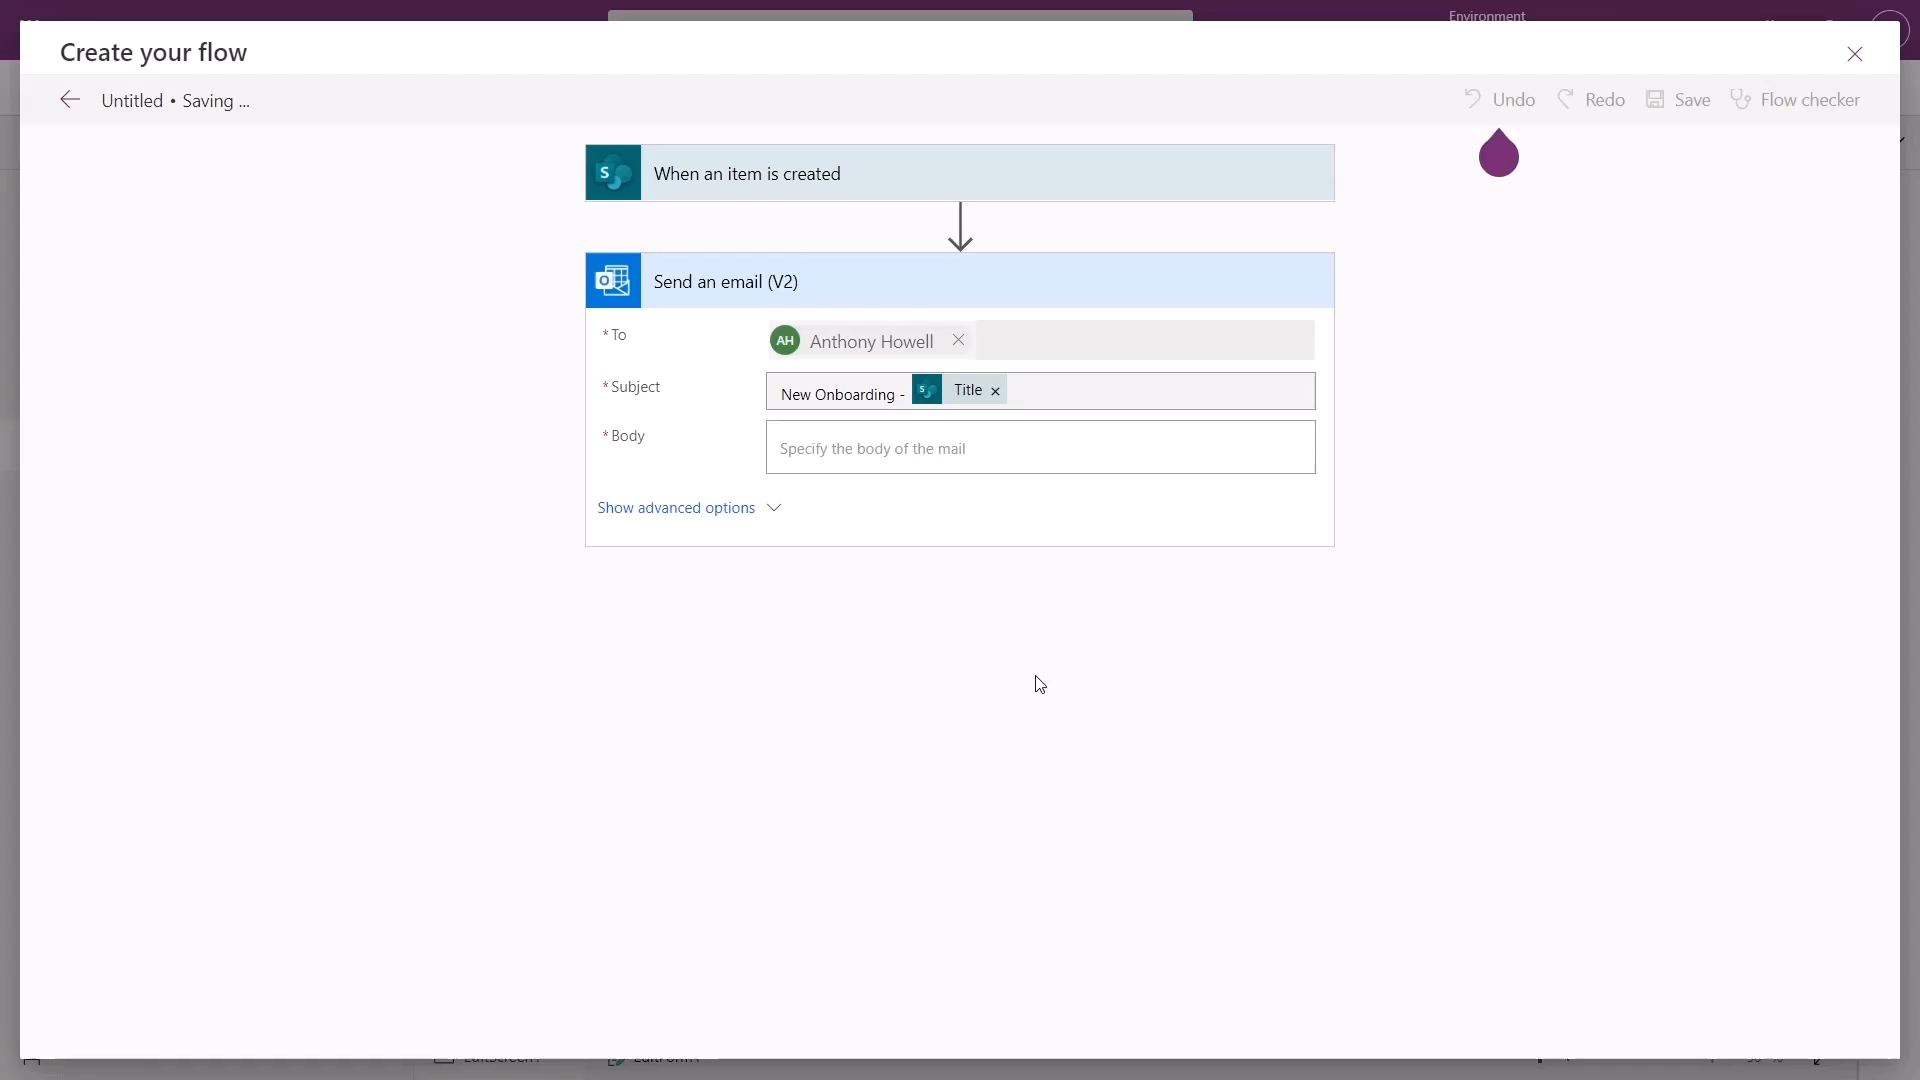 Environment
Create your flow
Untitled • Saving ...
Undo
Redo
Save
Flow checker
S
When an item is created
Send an email (V2)
* To
AH Anthony Howell
* Subject
New Onboarding - S Title
* Body
Specify the body of the mail
Show advanced options